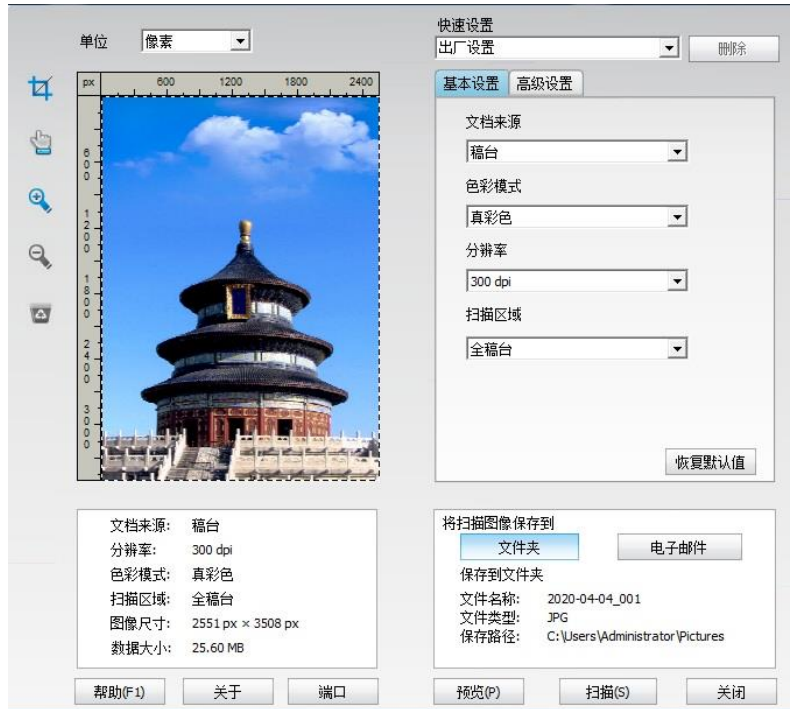 单位 像素
快速设置
出厂设置 删除
px 600 1200 1800 2400
600
1200
1800
2400
3000
基本设置 高级设置
文档来源
稿台
色彩模式
真彩色
分辨率
300 dpi
扫描区域
全稿台
恢复默认值
文档来源: 稿台
分辨率: 300 dpi
色彩模式: 真彩色
扫描区域: 全稿台
图像尺寸: 2551 px × 3508 px
数据大小: 25.60 MB
将扫描图像保存到
文件夹 电子邮件
保存到文件夹
文件名称: 2020-04-04_001
文件类型: JPG
保存路径: C:\Users\Administrator\Pictures
帮助(F1) 关于 端口 预览(P) 扫描(S) 关闭